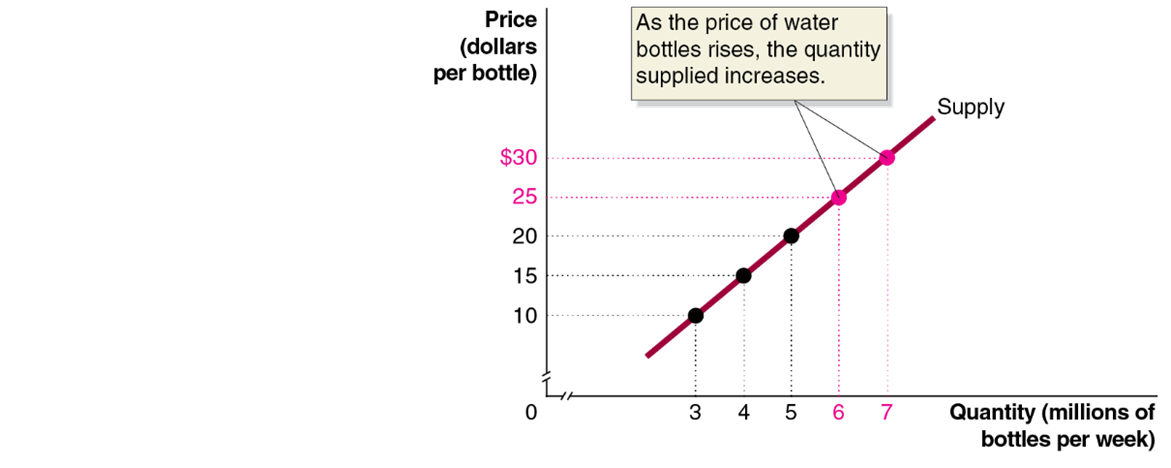 Price
(dollars
per bottle)
As the price of water
bottles rises, the quantity
supplied increases.
Supply
$30
25
20
15
10
0
3 4 5 6 7
Quantity (millions of
bottles per week)